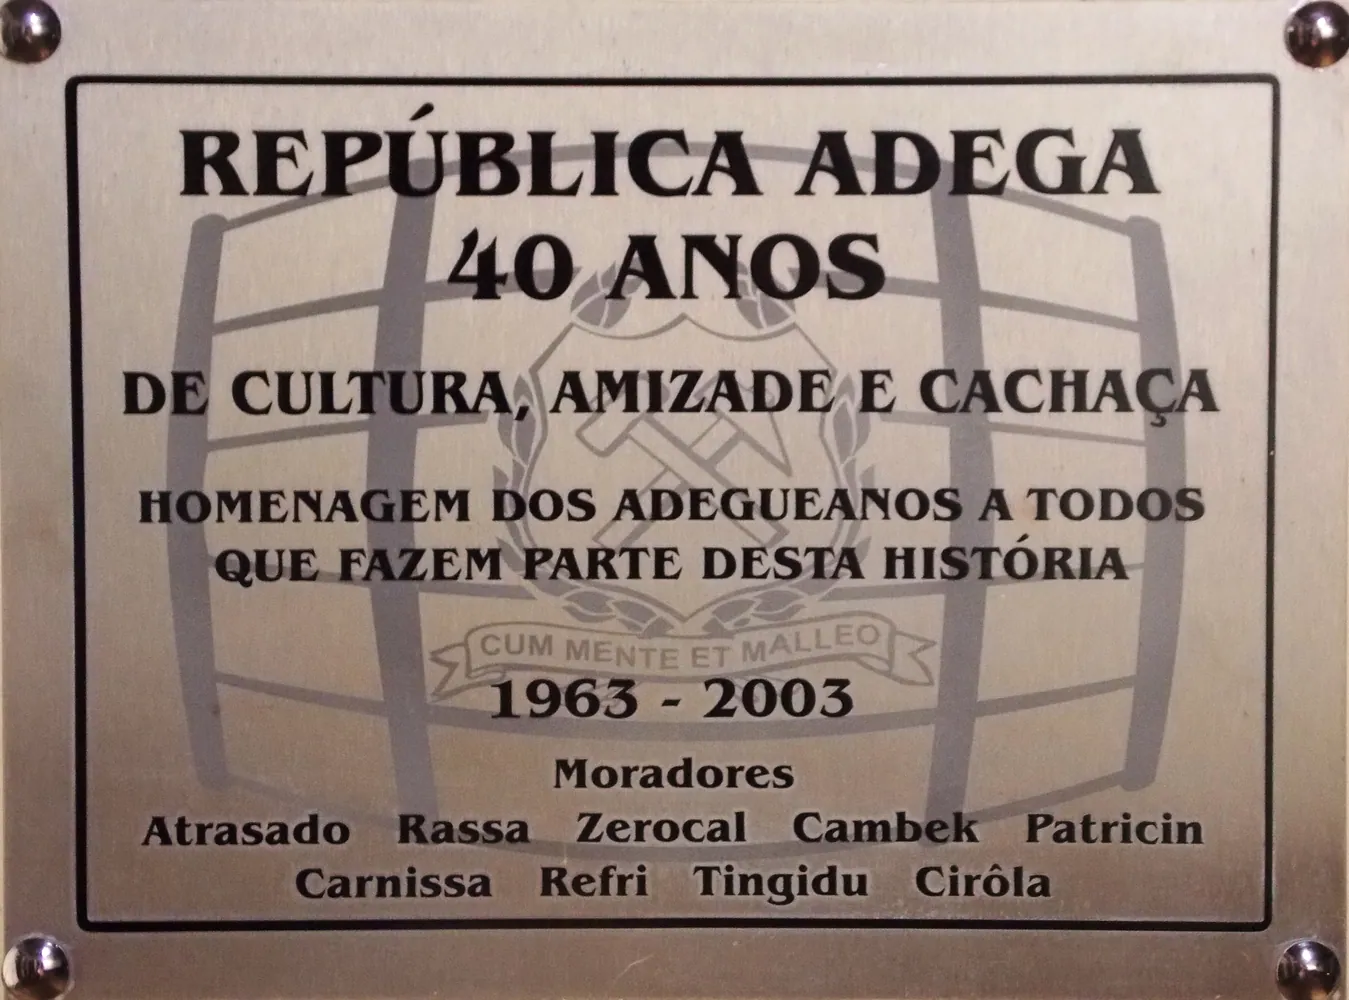 REPÚBLICA ADEGA
40 ANOS
DE CULTURA, AMIZADE E CACHAÇA
HOMENAGEM DOS ADEGUEANOS A TODOS
QUE FAZEM PARTE DESTA HISTÓRIA
CUM MENTE ET MALLEO
1963 - 2003
Moradores
Atrasado Rassa Zerocal Cambek Patricin
Carnissa Refri Tingidu Cirôla